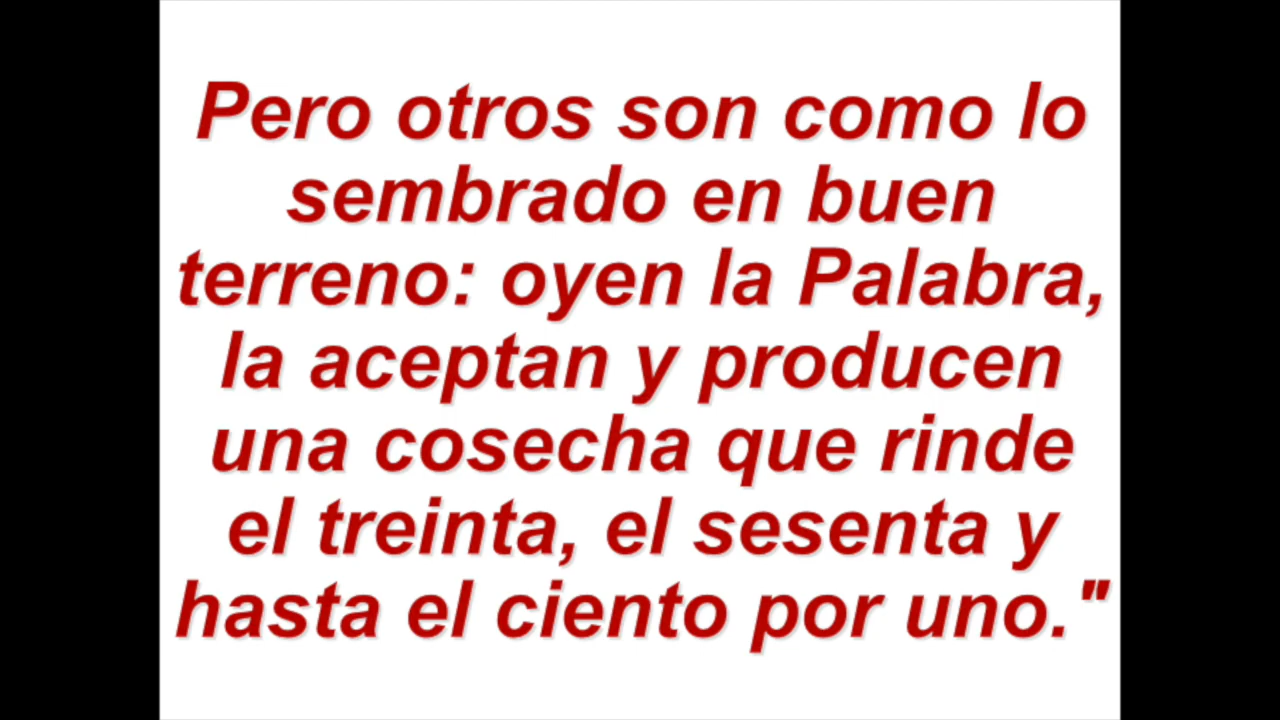 Pero otros son como lo
sembrado en buen
terreno: oyen la Palabra,
la aceptan y producen
una cosecha que rinde
el treinta, el sesenta y
hasta el ciento por uno."